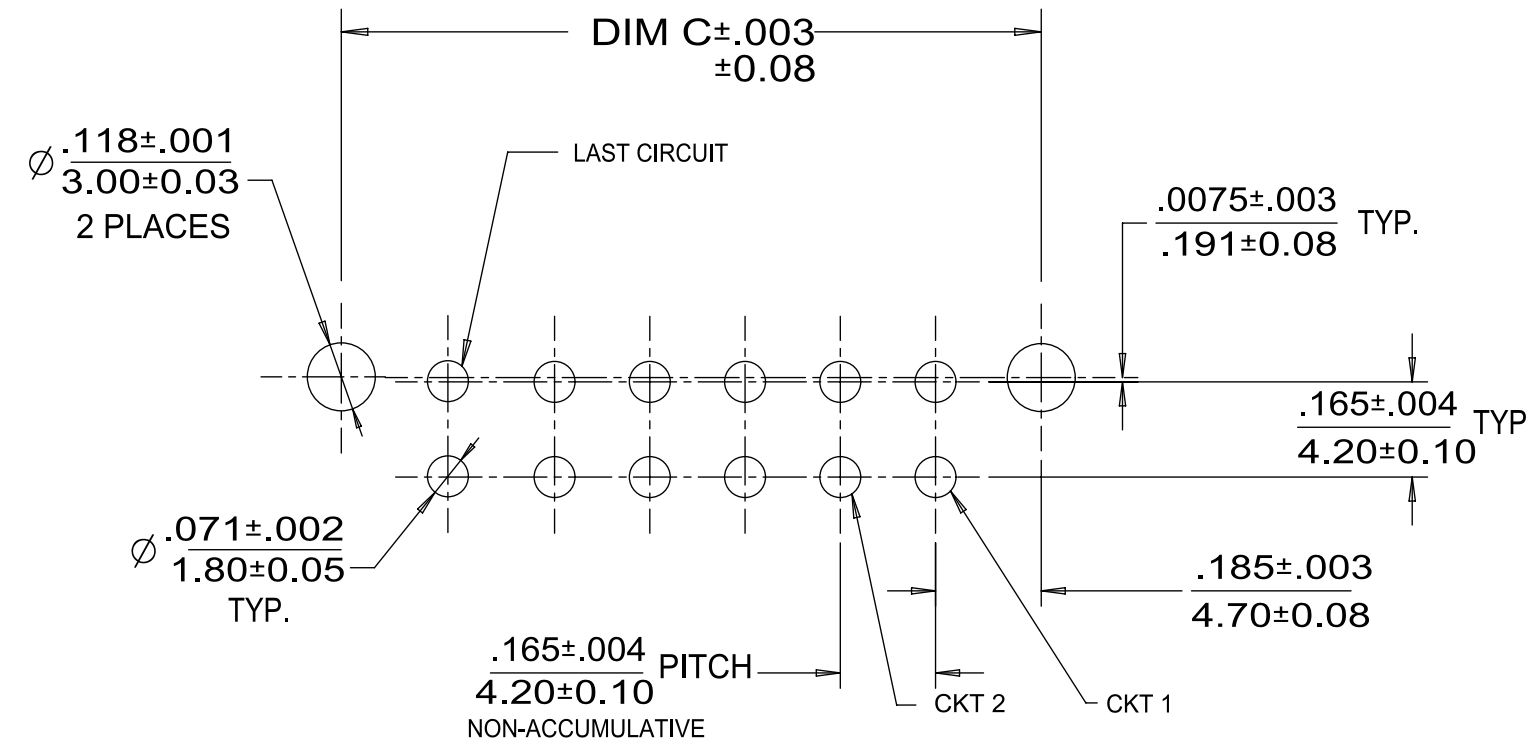 DIM C±.003
±0.08
Ø .118±.001
3.00±0.03
2 PLACES
LAST CIRCUIT
.0075±.003 TYP.
.191±0.08
.165±.004 TYP
4.20±0.10
Ø .071±.002
1.80±0.05
TYP.
.185±.003
4.70±0.08
.165±.004 PITCH
4.20±0.10
NON-ACCUMULATIVE
CKT 2
CKT 1